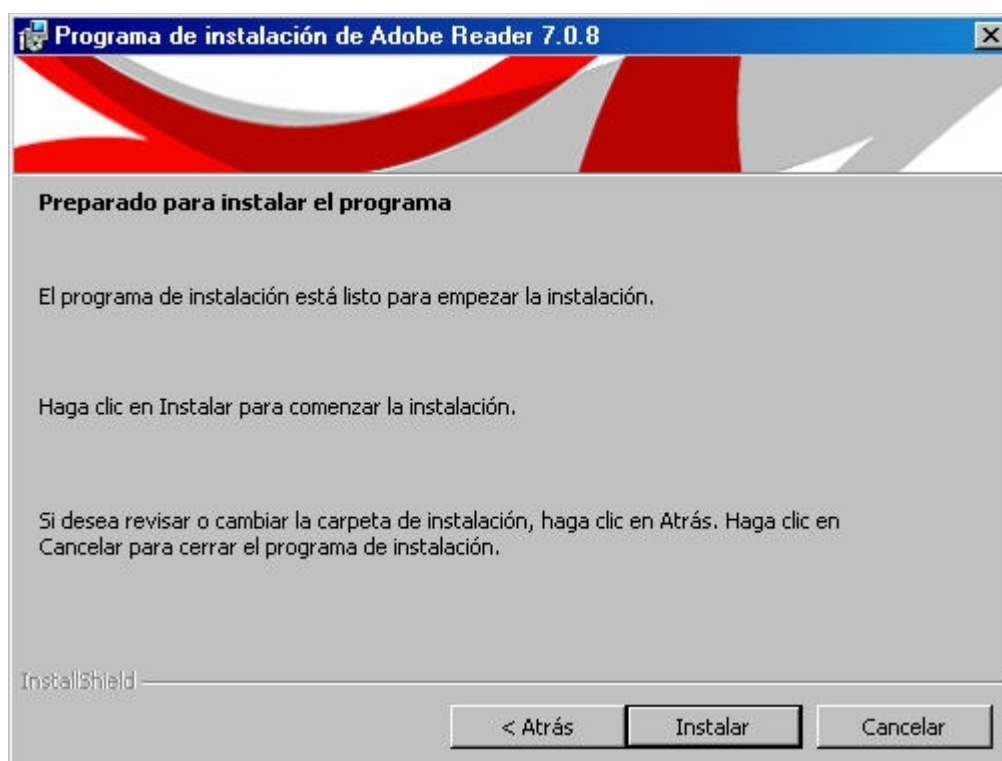 Programa de instalación de Adobe Reader 7.0.8
Preparado para instalar el programa
El programa de instalación está listo para empezar la instalación.
Haga clic en Instalar para comenzar la instalación.
Si desea revisar o cambiar la carpeta de instalación, haga clic en Atrás. Haga clic en
Cancelar para cerrar el programa de instalación.
InstallShield
< Atrás
Instalar
Cancelar